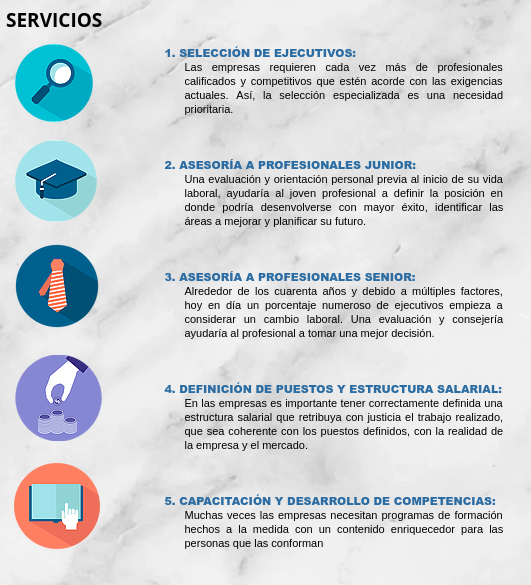 SERVICIOS
1. SELECCIÓN DE EJECUTIVOS:
Las empresas requieren cada vez más de profesionales
calificados y competitivos que estén acorde con las exigencias
actuales. Así, la selección especializada es una necesidad
prioritaria.
2. ASESORÍA A PROFESIONALES JUNIOR:
Una evaluación y orientación personal previa al inicio de su vida
laboral, ayudaría al joven profesional a definir la posición en
donde podría desenvolverse con mayor éxito, identificar las
áreas a mejorar y planificar su futuro.
3. ASESORÍA A PROFESIONALES SENIOR:
Alrededor de los cuarenta años y debido a múltiples factores,
hoy en día un porcentaje numeroso de ejecutivos empieza a
considerar un cambio laboral. Una evaluación y consejería
ayudaría al profesional a tomar una mejor decisión.
4. DEFINICIÓN DE PUESTOS Y ESTRUCTURA SALARIAL:
En las empresas es importante tener correctamente definida una
estructura salarial que retribuya con justicia el trabajo realizado,
que sea coherente con los puestos definidos, con la realidad de
la empresa y el mercado.
5. CAPACITACIÓN Y DESARROLLO DE COMPETENCIAS:
Muchas veces las empresas necesitan programas de formación
hechos a la medida con un contenido enriquecedor para las
personas que las conforman